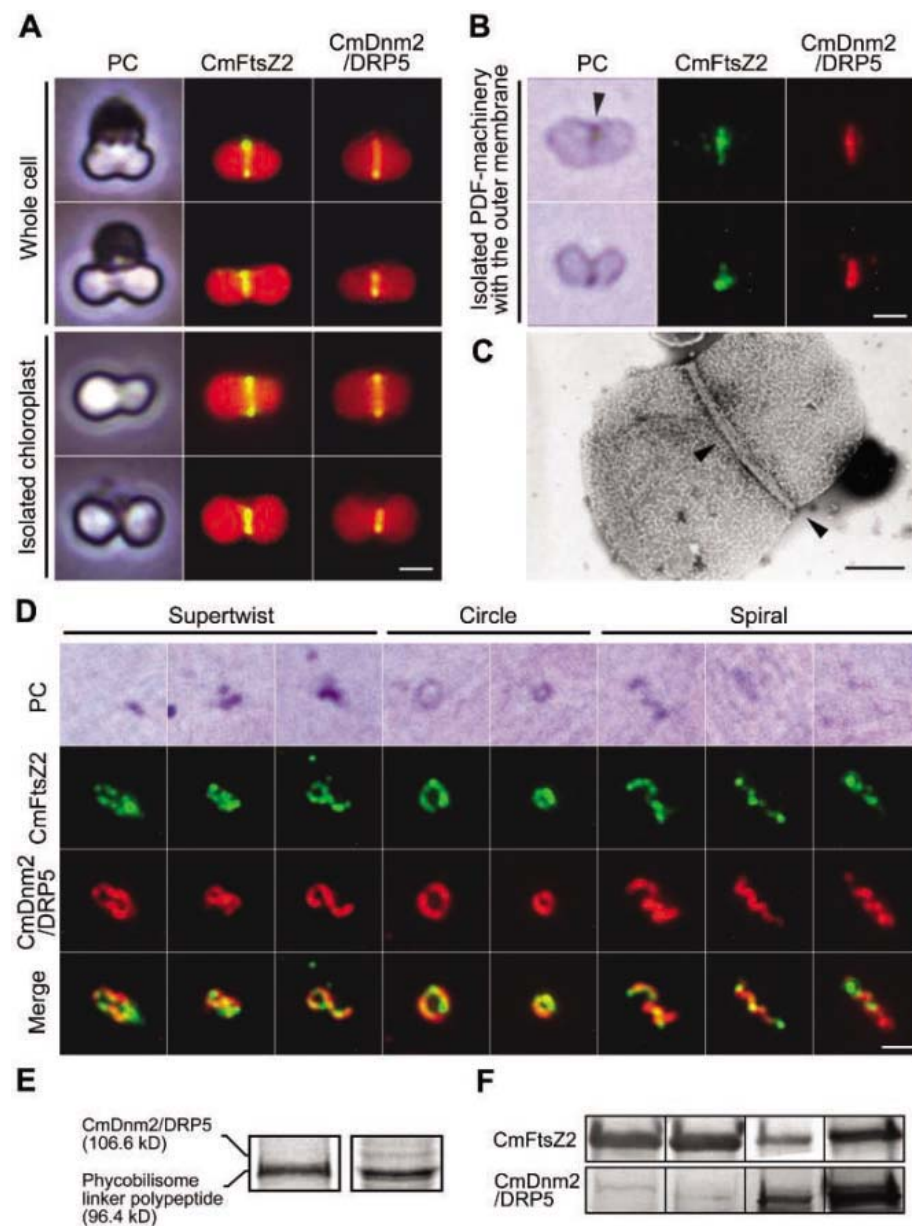 A
PC
CmFtsZ2
CmDnm2
/DRP5
Whole cell
Isolated chloroplast
B
PC
CmFtsZ2
CmDnm2
/DRP5
Isolated PDF-machinery
with the outer membrane
C
D
Supertwist
Circle
Spiral
PC
CmFtsZ2
CmDnm2
/DRP5
Merge
E
CmDnm2/DRP5
(106.6 kD)
Phycobilisome
linker polypeptide
(96.4 kD)
F
CmFtsZ2
CmDnm2
/DRP5